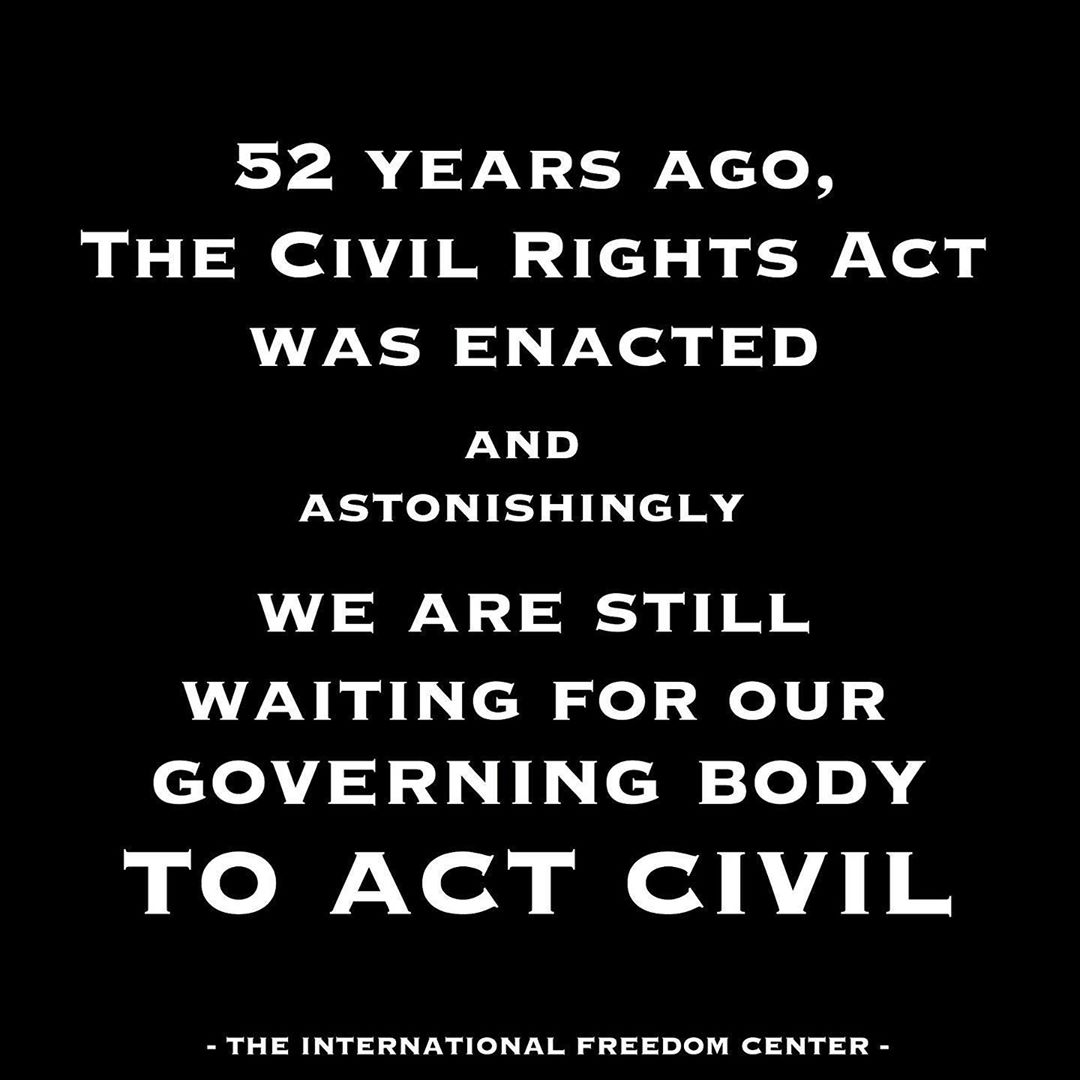 52 YEARS AGO,
THE CIVIL RIGHTS ACT
WAS ENACTED
AND
ASTONISHINGLY
WE ARE STILL
WAITING FOR OUR
GOVERNING BODY
TO ACT CIVIL
- THE INTERNATIONAL FREEDOM CENTER -